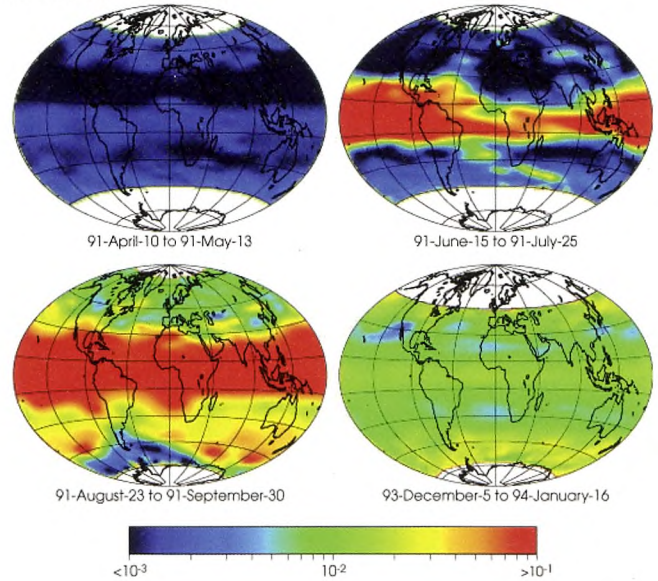 91-April-10 to 91-May-13
91-June-15 to 91-July-25
91-August-23 to 91-September-30
93-December-5 to 94-January-16
<10-3 10-2 >10-1